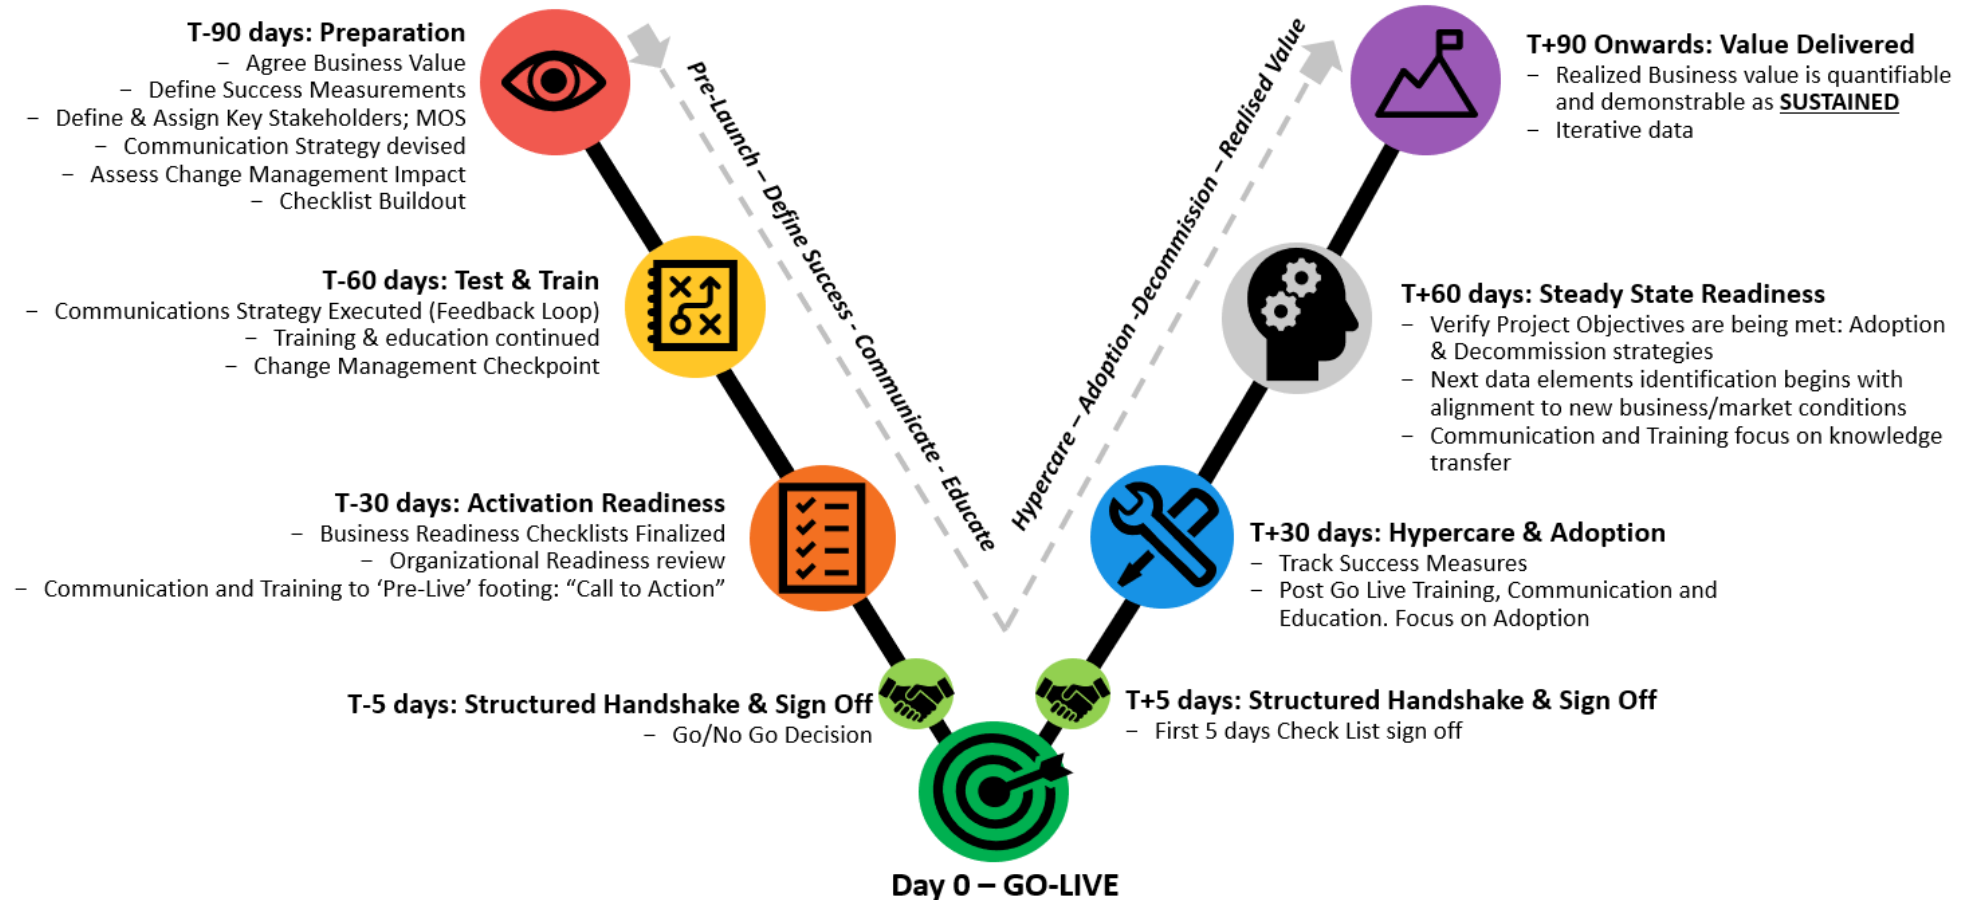 T-90 days: Preparation
− Agree Business Value
− Define Success Measurements
− Define & Assign Key Stakeholders; MOS
− Communication Strategy devised
− Assess Change Management Impact
− Checklist Buildout
T-60 days: Test & Train
− Communications Strategy Executed (Feedback Loop)
− Training & education continued
− Change Management Checkpoint
T-30 days: Activation Readiness
− Business Readiness Checklists Finalized
− Organizational Readiness review
− Communication and Training to ‘Pre-Live’ footing: “Call to Action”
T-5 days: Structured Handshake & Sign Off
− Go/No Go Decision
Pre-Launch – Define Success - Communicate - Educate
Day 0 – GO-LIVE
Hypercare – Adoption -Decommission – Realised Value
T+5 days: Structured Handshake & Sign Off
− First 5 days Check List sign off
T+30 days: Hypercare & Adoption
− Track Success Measures
− Post Go Live Training, Communication and
Education. Focus on Adoption
T+60 days: Steady State Readiness
− Verify Project Objectives are being met: Adoption
& Decommission strategies
− Next data elements identification begins with
alignment to new business/market conditions
− Communication and Training focus on knowledge
transfer
T+90 Onwards: Value Delivered
− Realized Business value is quantifiable
and demonstrable as SUSTAINED
− Iterative data